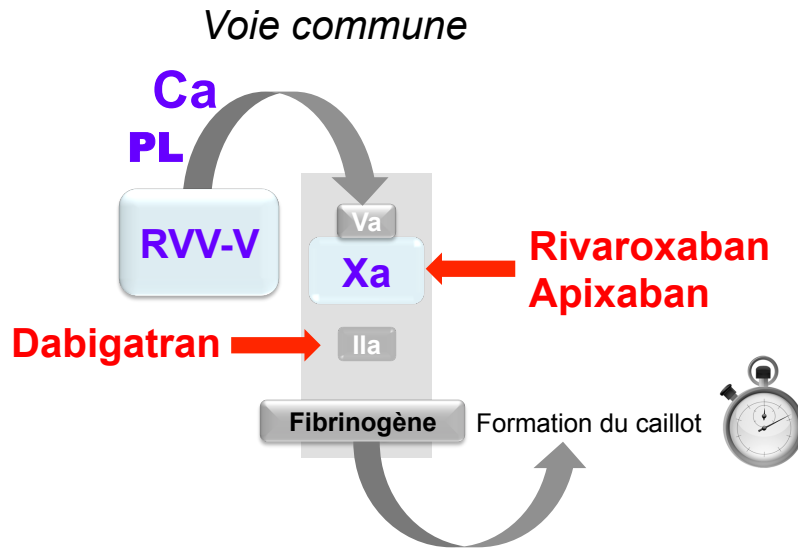 Voie commune
Ca
PL
RVV-V
Va
Xa
Rivaroxaban
Apixaban
Dabigatran
IIa
Fibrinogène
Formation du caillot